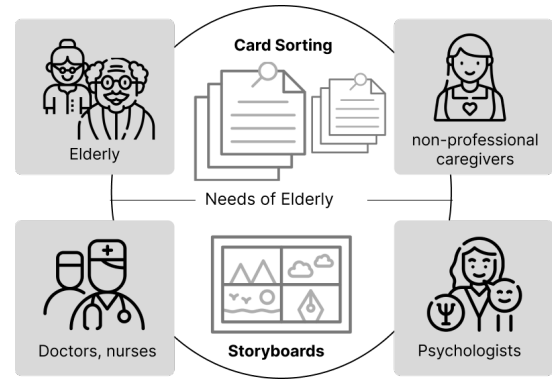 Card Sorting
Elderly
non-professional
caregivers
Needs of Elderly
Doctors, nurses
Storyboards
Psychologists